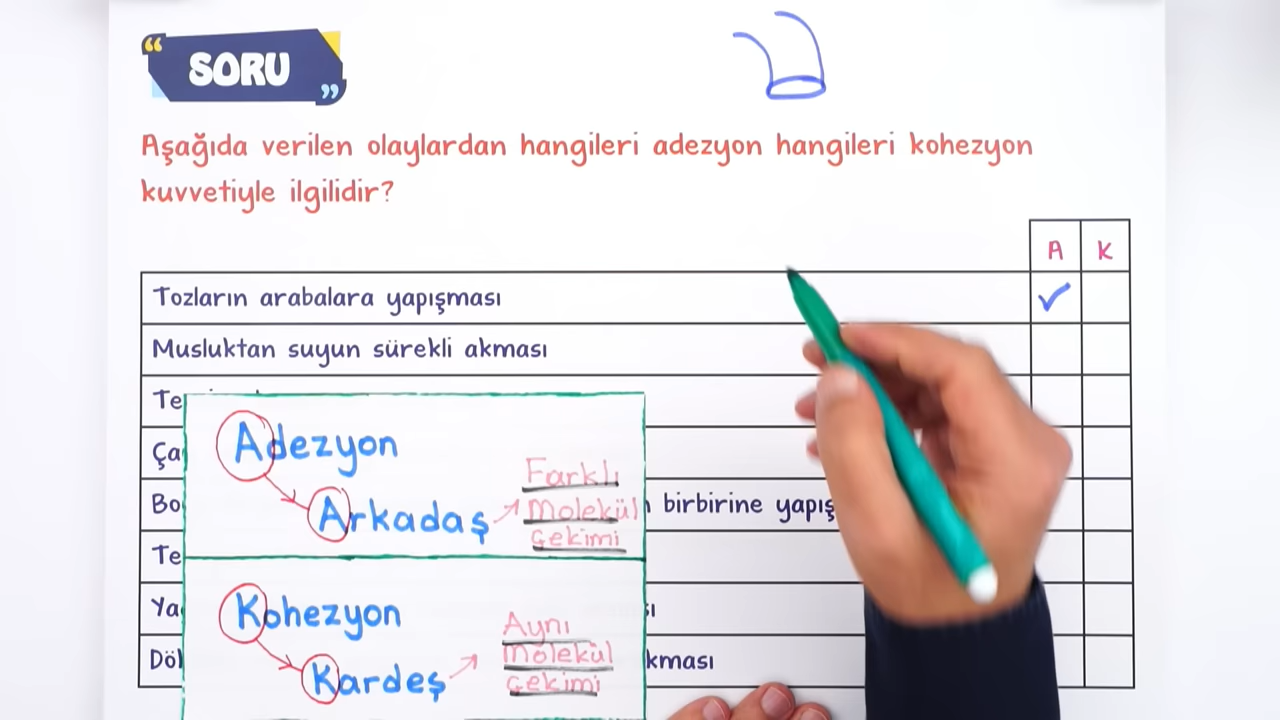 SORU
Aşağıda verilen olaylardan hangileri adezyon hangileri kohezyon
kuvvetiyle ilgilidir?
A K
Tozların arabalara yapışması
Musluktan suyun sürekli akması
Te
Ça
Bo
birbirine yapış
Te
Ya
Döl
kması
Adezyon
Arkadaş
Farklı
Molekül
Çekimi
Kohezyon
Kardeş
Aynı
Molekül
Çekimi